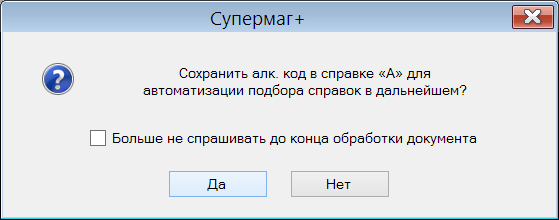 Супермаг+
Сохранить алк. код в справке «А» для
автоматизации подбора справок в дальнейшем?
Больше не спрашивать до конца обработки документа
Да
Нет